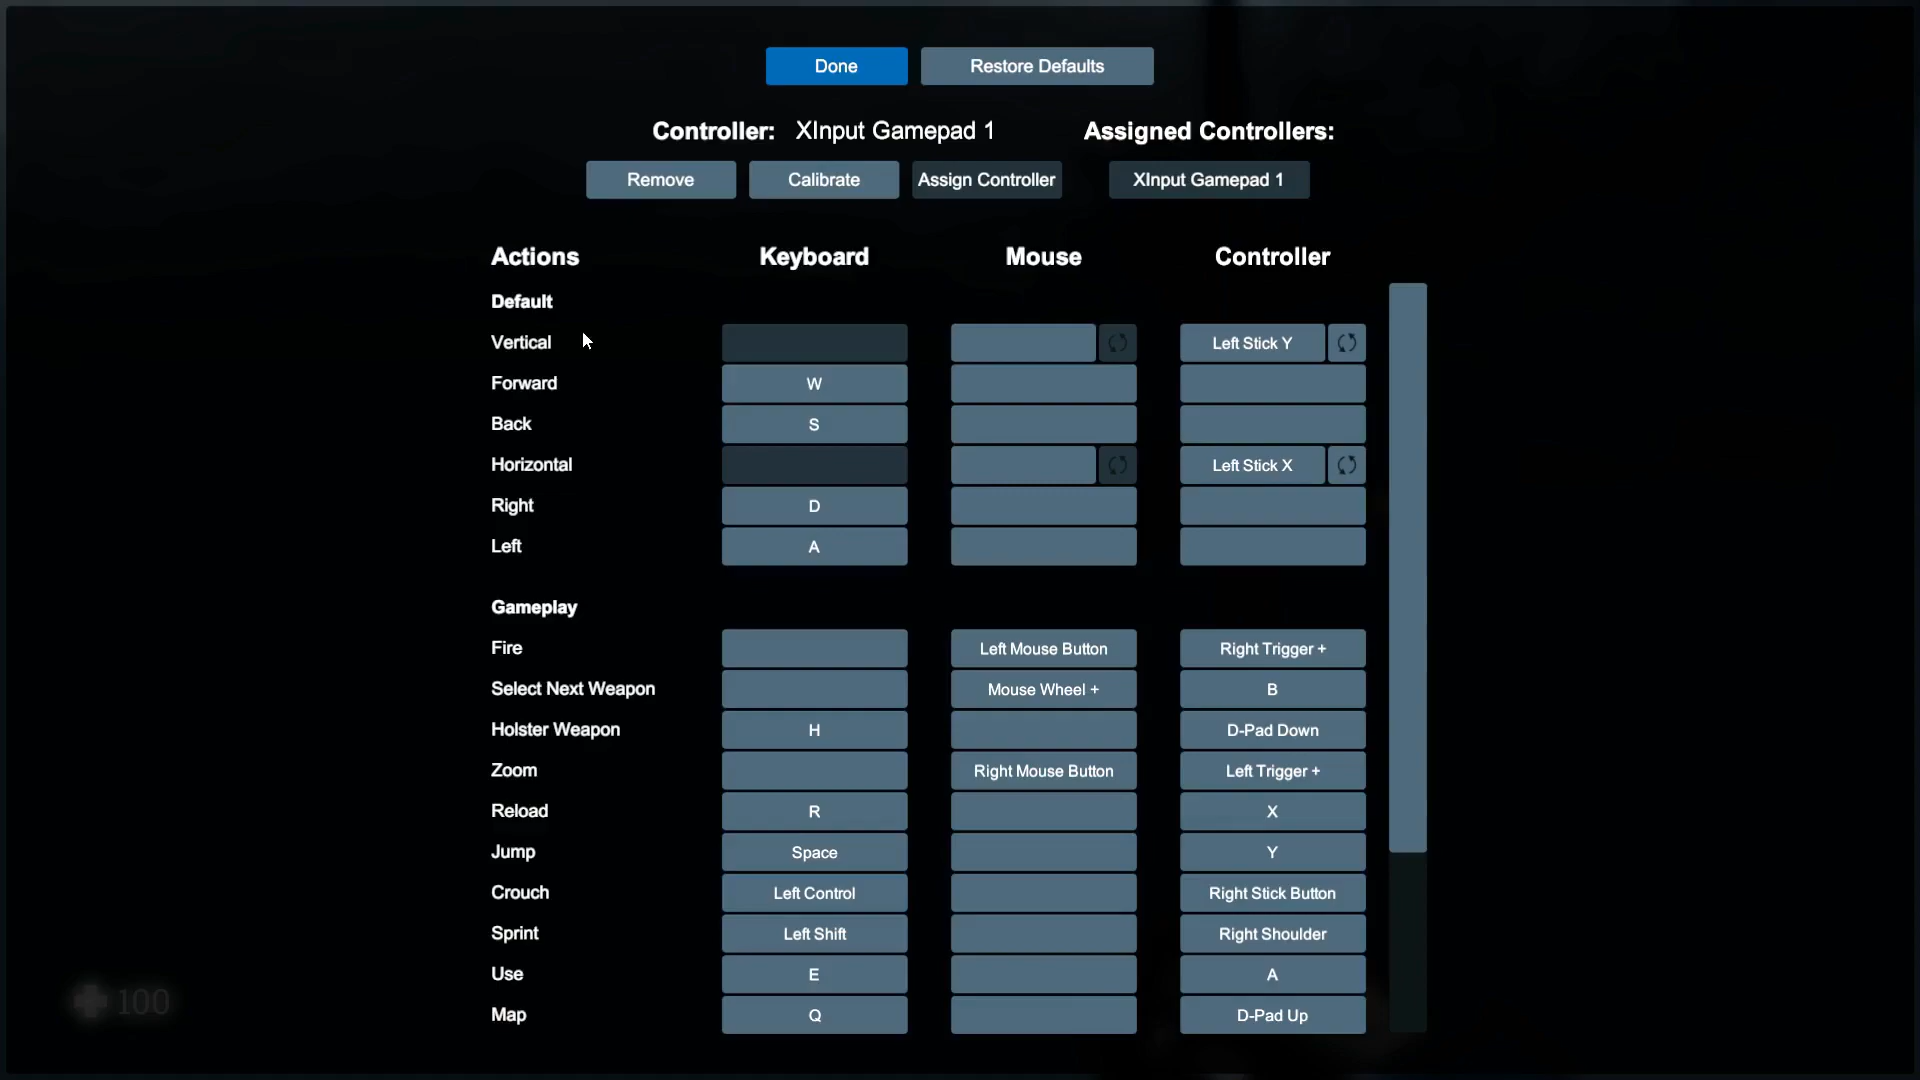 Done Restore Defaults
Controller: XInput Gamepad 1 Assigned Controllers:
Remove Calibrate Assign Controller XInput Gamepad 1
Actions Keyboard Mouse Controller
Default
Vertical Left Stick Y
Forward W
Back S
Horizontal Left Stick X
Right D
Left A
Gameplay
Fire Left Mouse Button Right Trigger +
Select Next Weapon Mouse Wheel + B
Holster Weapon H D-Pad Down
Zoom Right Mouse Button Left Trigger +
Reload R X
Jump Space Y
Crouch Left Control Right Stick Button
Sprint Left Shift Right Shoulder
Use E A
Map Q D-Pad Up
100